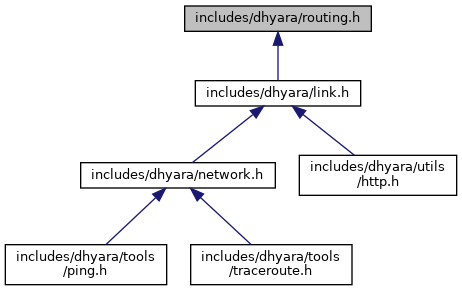 includes/dhyara/routing.h
includes/dhyara/link.h
includes/dhyara/network.h
includes/dhyara/utils
/http.h
includes/dhyara/tools
/ping.h
includes/dhyara/tools
/traceroute.h